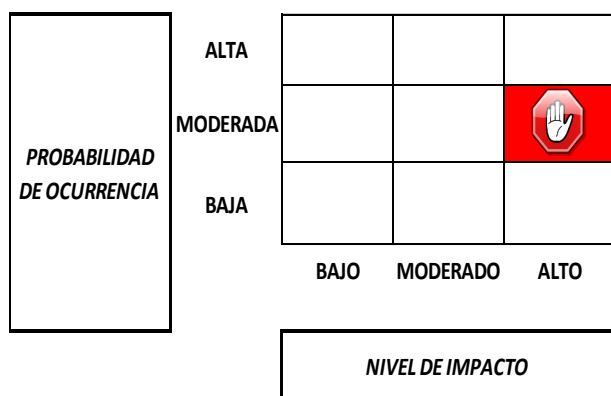 ALTA
MODERADA
PROBABILIDAD
DE OCURRENCIA
BAJA
BAJO MODERADO ALTO
NIVEL DE IMPACTO